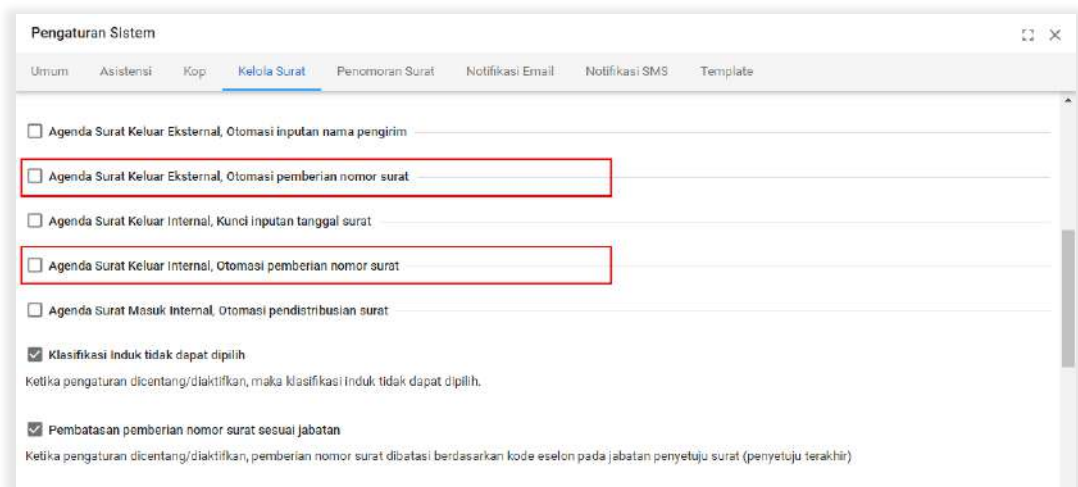 Pengaturan Sistem
Umum Asistensi Kop Kelola Surat Penomoran Surat Notifikasi Email Notifikasi SMS Template
Agenda Surat Keluar Eksternal, Otomasi inputan nama pengirim
Agenda Surat Keluar Eksternal, Otomasi pemberian nomor surat
Agenda Surat Keluar Internal, Kunci inputan tanggal surat
Agenda Surat Keluar Internal, Otomasi pemberian nomor surat
Agenda Surat Masuk Internal, Otomasi pendistribusian surat
Klasifikasi induk tidak dapat dipilih
Ketika pengaturan dicentang/diaktifkan, maka klasifikasi induk tidak dapat dipilih.
Pembatasan pemberian nomor surat sesuai jabatan
Ketika pengaturan dicentang/diaktifkan, pemberian nomor surat dibatasi berdasarkan kode eselon pada jabatan penyetuju surat (penyetuju terakhir)